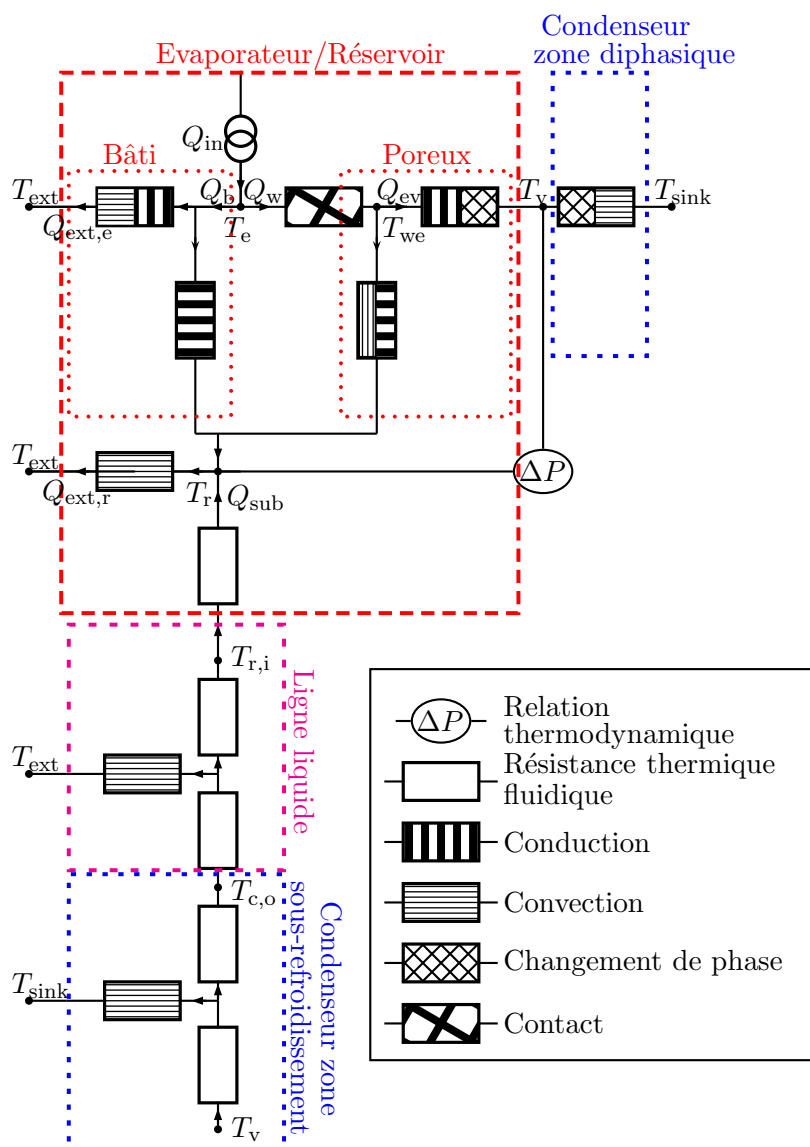 Condenseur
zone diphasique
Evaporateur/Réservoir
Q_in
Bâti
Poreux
T_ext
Q_b
Q_w
Q_ev
T_v
T_sink
Q_ext,e
T_e
T_we
T_ext
Q_ext,r
T_r
Q_sub
ΔP
T_r,i
Ligne liquide
T_ext
T_c,o
Condenseur zone
sous-refroidissement
T_sink
T_v
ΔP
Relation
thermodynamique
Résistance thermique
fluidique
Conduction
Convection
Changement de phase
Contact